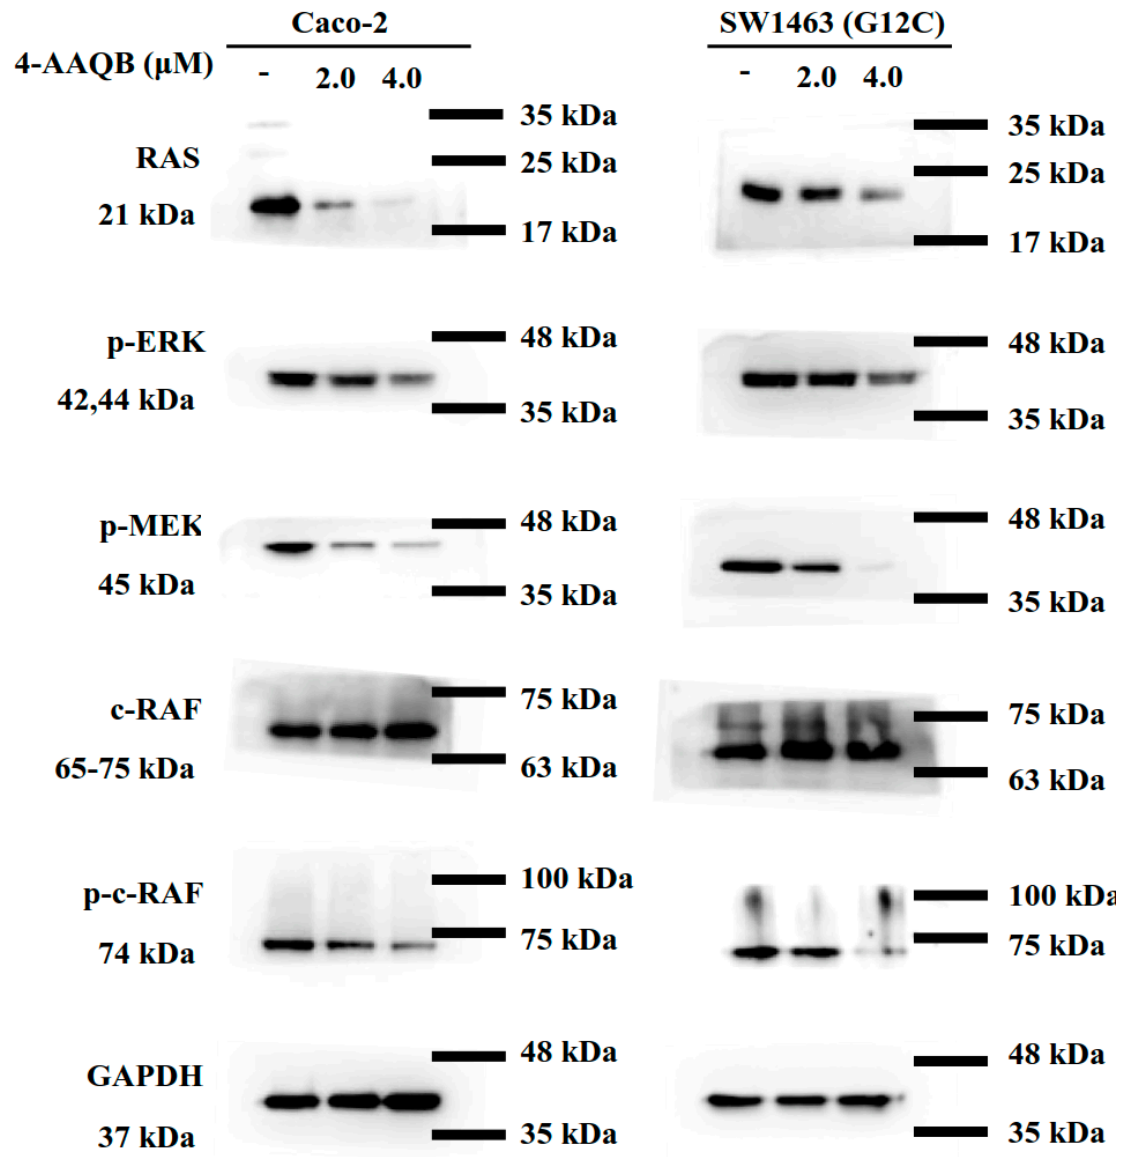 Caco-2 SW1463 (G12C)
4-AAQB (μM) - 2.0 4.0 - 2.0 4.0
35 kDa 35 kDa
RAS 25 kDa 25 kDa
21 kDa 17 kDa 17 kDa
p-ERK 48 kDa 48 kDa
42,44 kDa 35 kDa 35 kDa
p-MEK 48 kDa 48 kDa
45 kDa 35 kDa 35 kDa
c-RAF 75 kDa 75 kDa
65-75 kDa 63 kDa 63 kDa
p-c-RAF 100 kDa 100 kDa
74 kDa 75 kDa 75 kDa
GAPDH 48 kDa 48 kDa
37 kDa 35 kDa 35 kDa